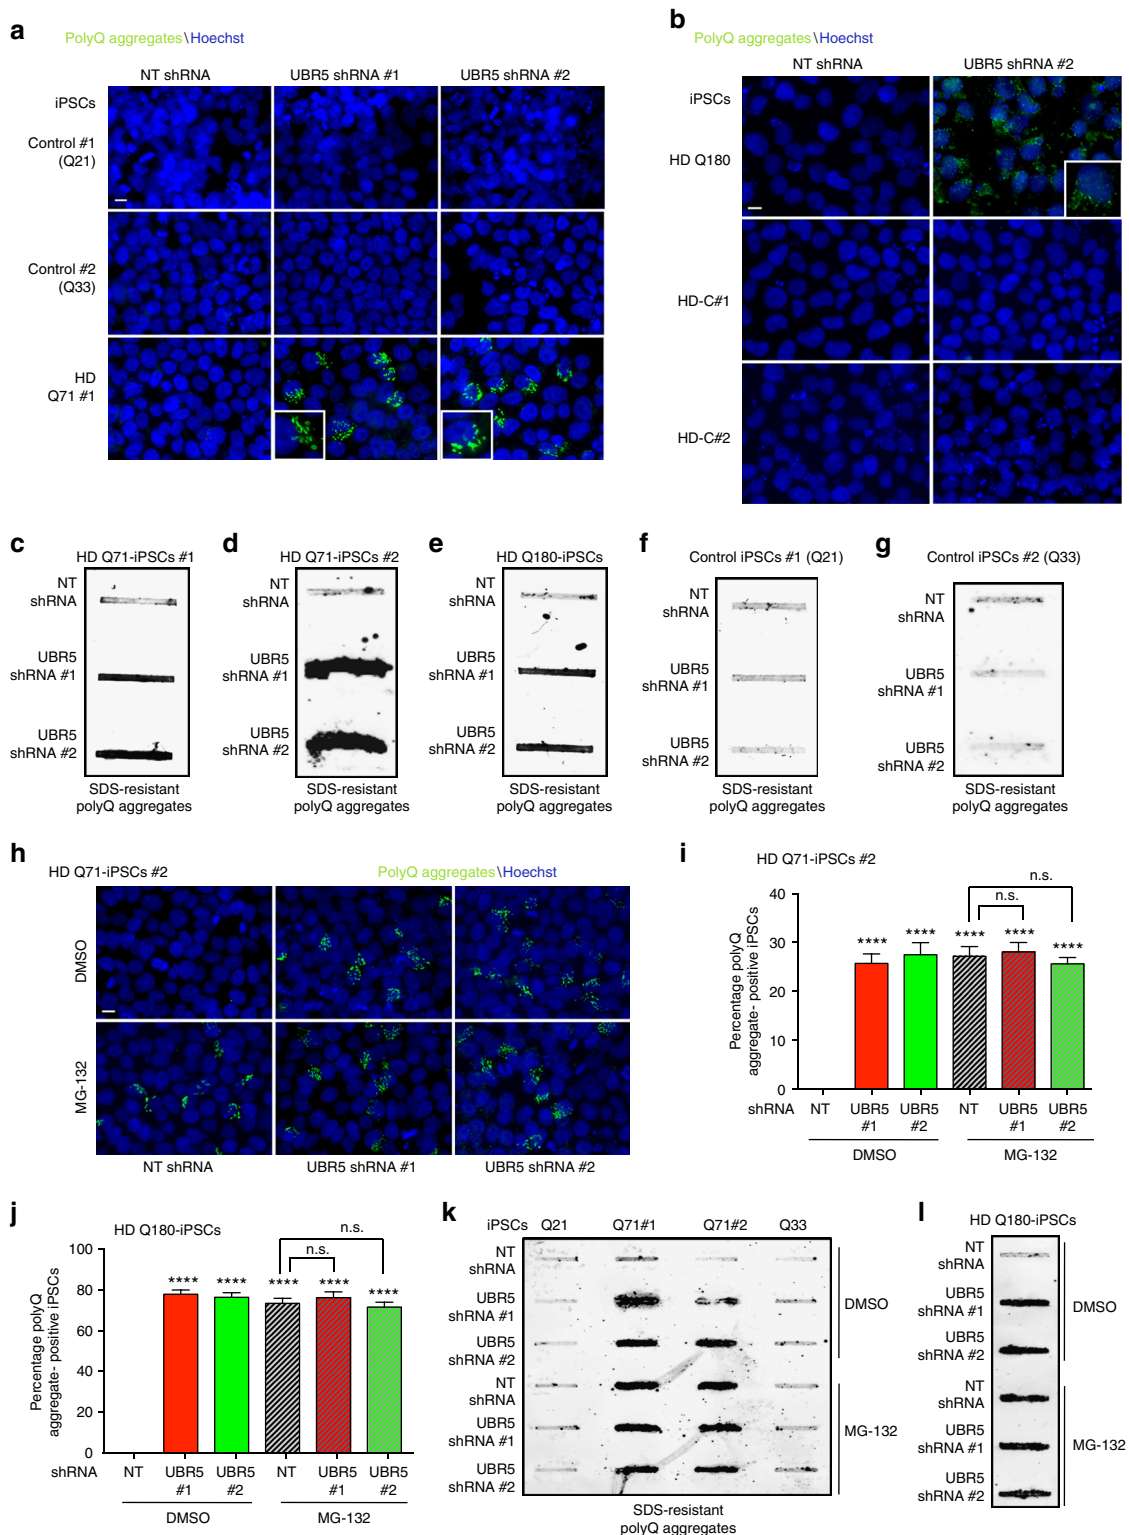 a
PolyQ aggregates\Hoechst
NT shRNA
UBR5 shRNA #1
UBR5 shRNA #2
iPSCs
Control #1
(Q21)
Control #2
(Q33)
HD
Q71 #1
b
PolyQ aggregates\Hoechst
NT shRNA
UBR5 shRNA #2
iPSCs
HD Q180
HD-C#1
HD-C#2
c
HD Q71-iPSCs #1
NT
shRNA
UBR5
shRNA #1
UBR5
shRNA #2
SDS-resistant
polyQ aggregates
d
HD Q71-iPSCs #2
NT
shRNA
UBR5
shRNA #1
UBR5
shRNA #2
SDS-resistant
polyQ aggregates
e
HD Q180-iPSCs
NT
shRNA
UBR5
shRNA #1
UBR5
shRNA #2
SDS-resistant
polyQ aggregates
f
Control iPSCs #1 (Q21)
NT
shRNA
UBR5
shRNA #1
UBR5
shRNA #2
SDS-resistant
polyQ aggregates
g
Control iPSCs #2 (Q33)
NT
shRNA
UBR5
shRNA #1
UBR5
shRNA #2
SDS-resistant
polyQ aggregates
h
HD Q71-iPSCs #2
PolyQ aggregates\Hoechst
DMSO
MG-132
NT shRNA
UBR5 shRNA #1
UBR5 shRNA #2
i
HD Q71-iPSCs #2
Percentage polyQ
aggregate- positive iPSCs
40
30
20
10
0
n.s.
n.s.
**** **** **** **** ****
shRNA NT UBR5 #1 UBR5 #2 NT UBR5 #1 UBR5 #2
DMSO MG-132
j
HD Q180-iPSCs
Percentage polyQ
aggregate- positive iPSCs
100
80
60
40
20
0
n.s.
n.s.
**** **** **** **** ****
shRNA NT UBR5 #1 UBR5 #2 NT UBR5 #1 UBR5 #2
DMSO MG-132
k
iPSCs Q21 Q71#1 Q71#2 Q33
NT
shRNA
UBR5
shRNA #1
UBR5
shRNA #2
NT
shRNA
UBR5
shRNA #1
UBR5
shRNA #2
DMSO
MG-132
SDS-resistant
polyQ aggregates
l
HD Q180-iPSCs
NT
shRNA
UBR5
shRNA #1
UBR5
shRNA #2
NT
shRNA
UBR5
shRNA #1
UBR5
shRNA #2
DMSO
MG-132